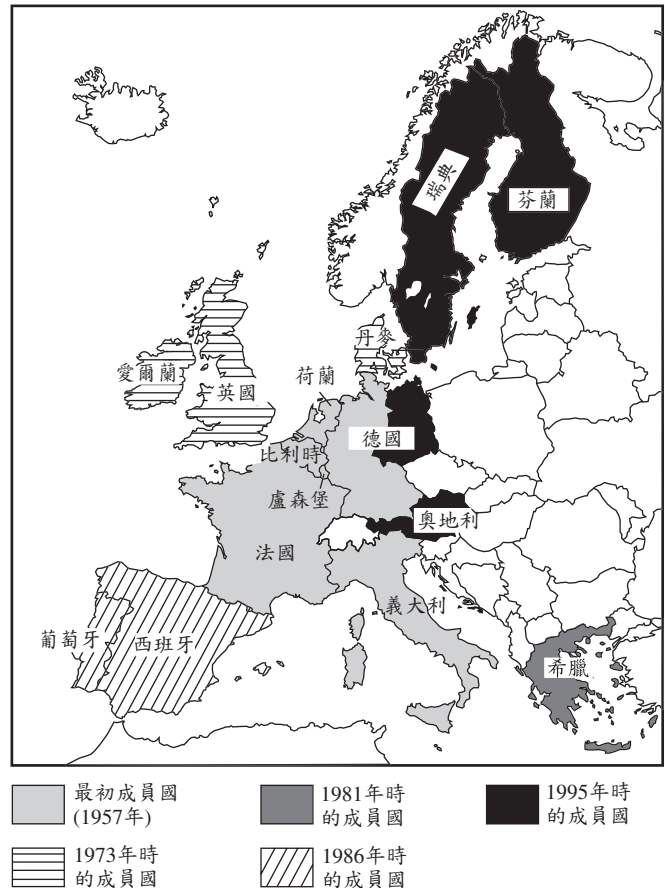 瑞典
芬蘭
丹麥
愛爾蘭
英國
荷蘭
德國
比利時
盧森堡
奧地利
法國
義大利
葡萄牙
西班牙
希臘
最初成員國
(1957年)
1981年時
的成員國
1995年時
的成員國
1973年時
的成員國
1986年時
的成員國